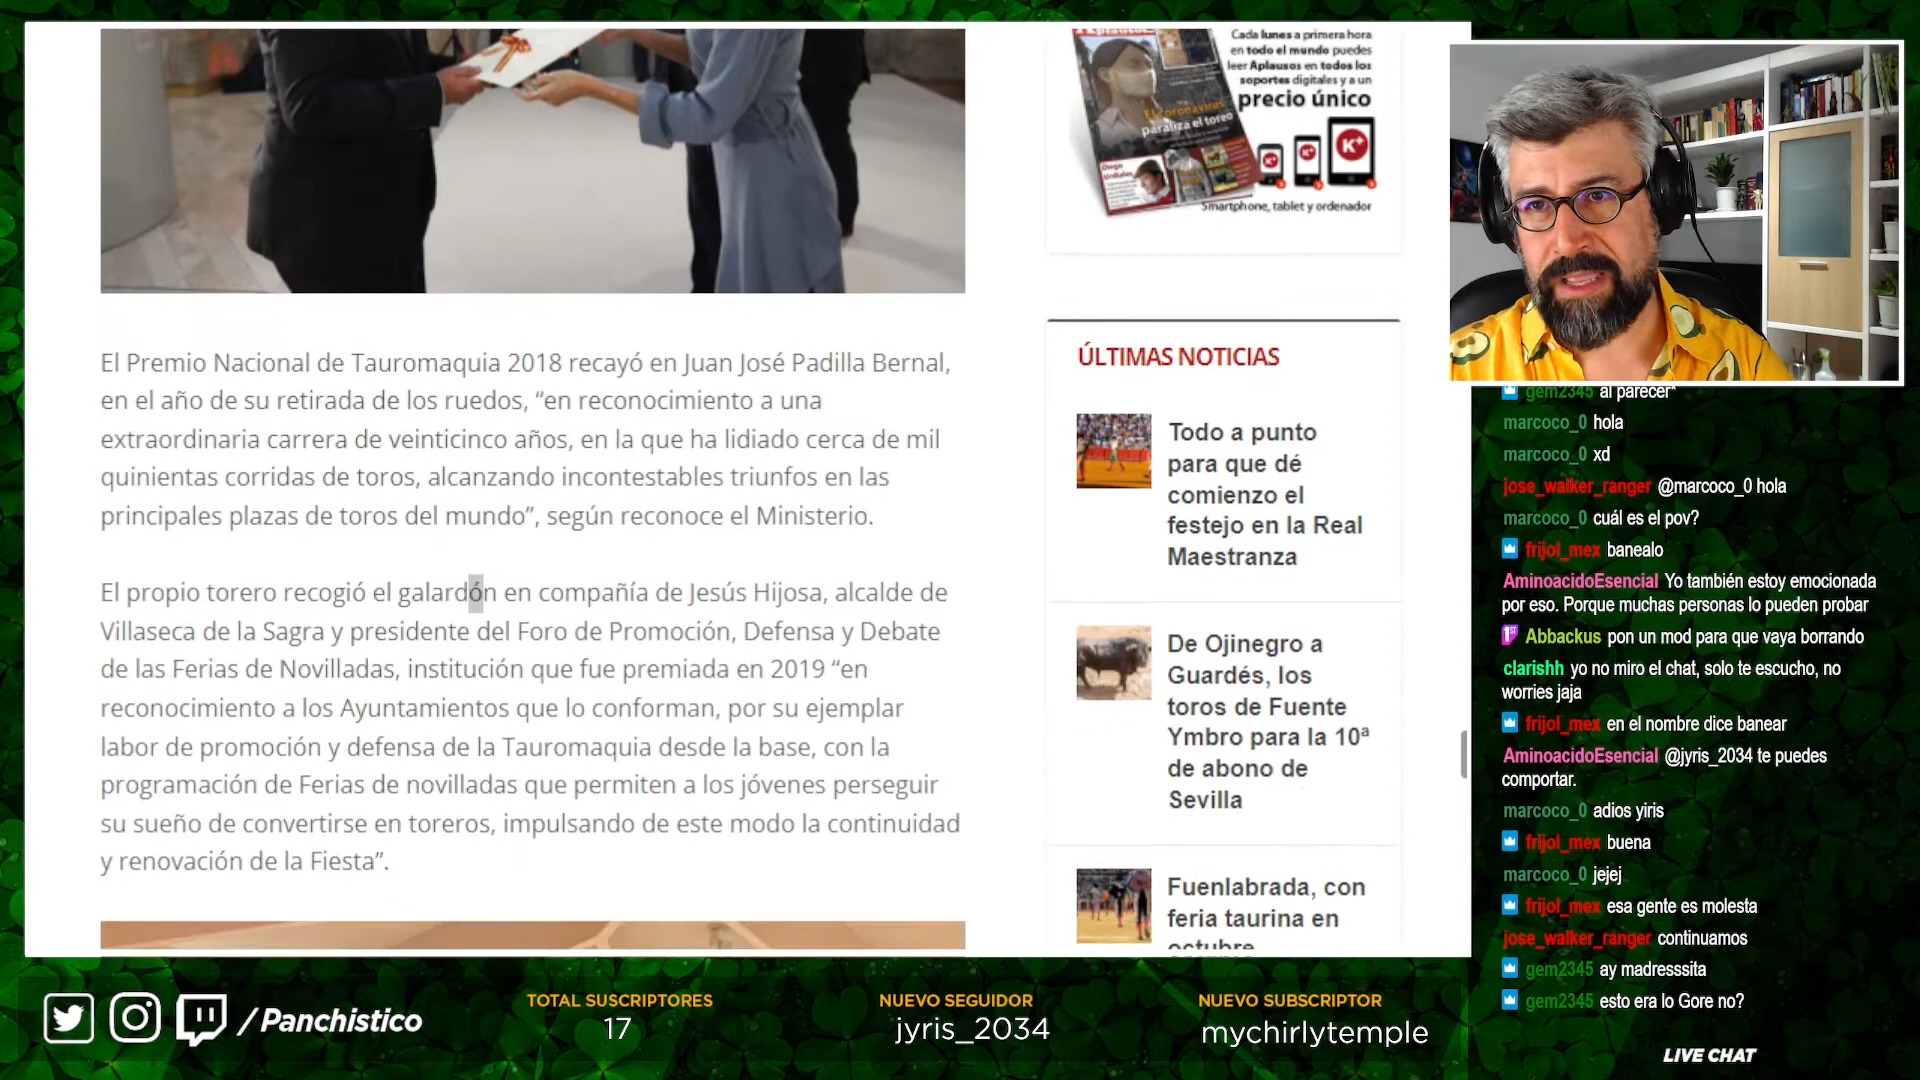 El Premio Nacional de Tauromaquia 2018 recayó en Juan José Padilla Bernal,
en el año de su retirada de los ruedos, “en reconocimiento a una
extraordinaria carrera de veinticinco años, en la que ha lidiado cerca de mil
quinientas corridas de toros, alcanzando incontestables triunfos en las
principales plazas de toros del mundo”, según reconoce el Ministerio.
El propio torero recogió el galardón en compañía de Jesús Hijosa, alcalde de
Villaseca de la Sagra y presidente del Foro de Promoción, Defensa y Debate
de las Ferias de Novilladas, institución que fue premiada en 2019 “en
reconocimiento a los Ayuntamientos que lo conforman, por su ejemplar
labor de promoción y defensa de la Tauromaquia desde la base, con la
programación de Ferias de novilladas que permiten a los jóvenes perseguir
su sueño de convertirse en toreros, impulsando de este modo la continuidad
y renovación de la Fiesta”.
Cada lunes a primera hora
en todo el mundo puedes
leer Aplausos en todos los
soportes digitales y a un
precio único
El coronavirus
paraliza el toreo
K+
K+
K+
Smartphone, tablet y ordenador
ÚLTIMAS NOTICIAS
Todo a punto
para que dé
comienzo el
festejo en la Real
Maestranza
De Ojinegro a
Guardés, los
toros de Fuente
Ymbro para la 10ª
de abono de
Sevilla
Fuenlabrada, con
feria taurina en
octubre
gem2345 al parecer*
marcoco_0 hola
marcoco_0 xd
jose_walker_ranger @marcoco_0 hola
marcoco_0 cuál es el pov?
frijol_mex banealo
AminoacidoEsencial Yo también estoy emocionada
por eso. Porque muchas personas lo pueden probar
1ST Abbackus pon un mod para que vaya borrando
clarishh yo no miro el chat, solo te escucho, no
worries jaja
frijol_mex en el nombre dice banear
AminoacidoEsencial @jyris_2034 te puedes
comportar.
marcoco_0 adios yiris
frijol_mex buena
marcoco_0 jejej
frijol_mex esa gente es molesta
jose_walker_ranger continuamos
gem2345 ay madresssita
gem2345 esto era lo Gore no?
LIVE CHAT
/Panchistico
TOTAL SUSCRIPTORES
17
NUEVO SEGUIDOR
jyris_2034
NUEVO SUBSCRIPTOR
mychirlytemple